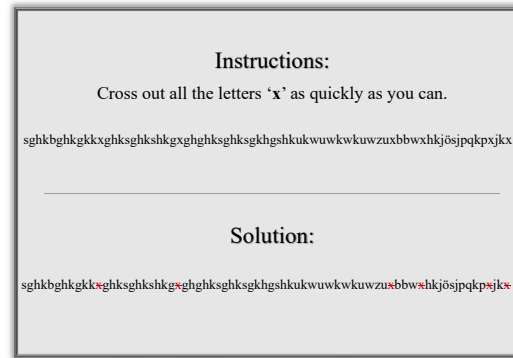 Instructions:
Cross out all the letters ‘x’ as quickly as you can.
sghkbghkgkkxghksghkshkgxghghksghksgkhgshkukwuwkwkuwzuxbbwxhkjösjpqkpxjkx
Solution:
sghkbghkgkkxghksghkshkgxghghksghksgkhgshkukwuwkwkuwzuxbbwxhkjösjpqkpxjkx